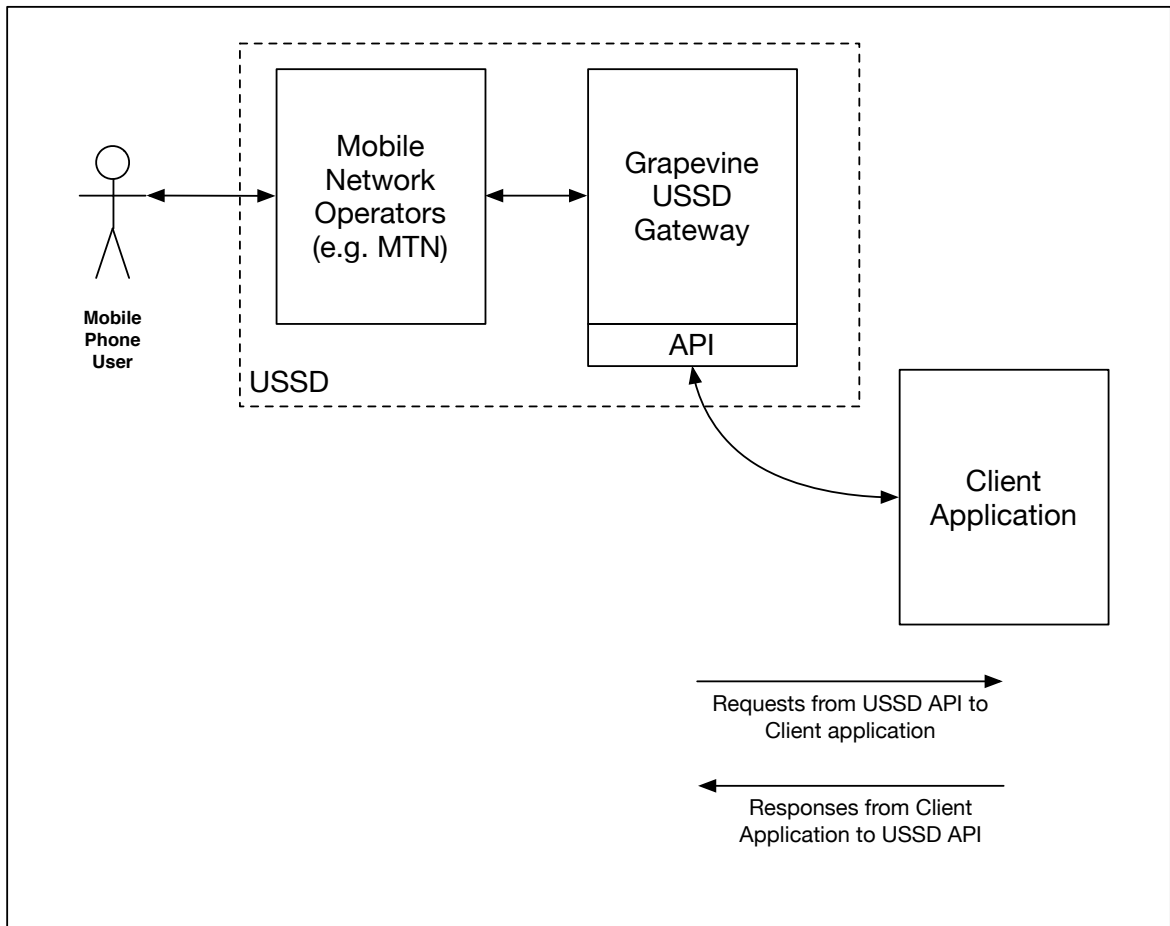 Mobile
Network
Operators
(e.g. MTN)
Grapevine
USSD
Gateway
API
Mobile
Phone
User
USSD
Client
Application
Requests from USSD API to
Client application
Responses from Client
Application to USSD API